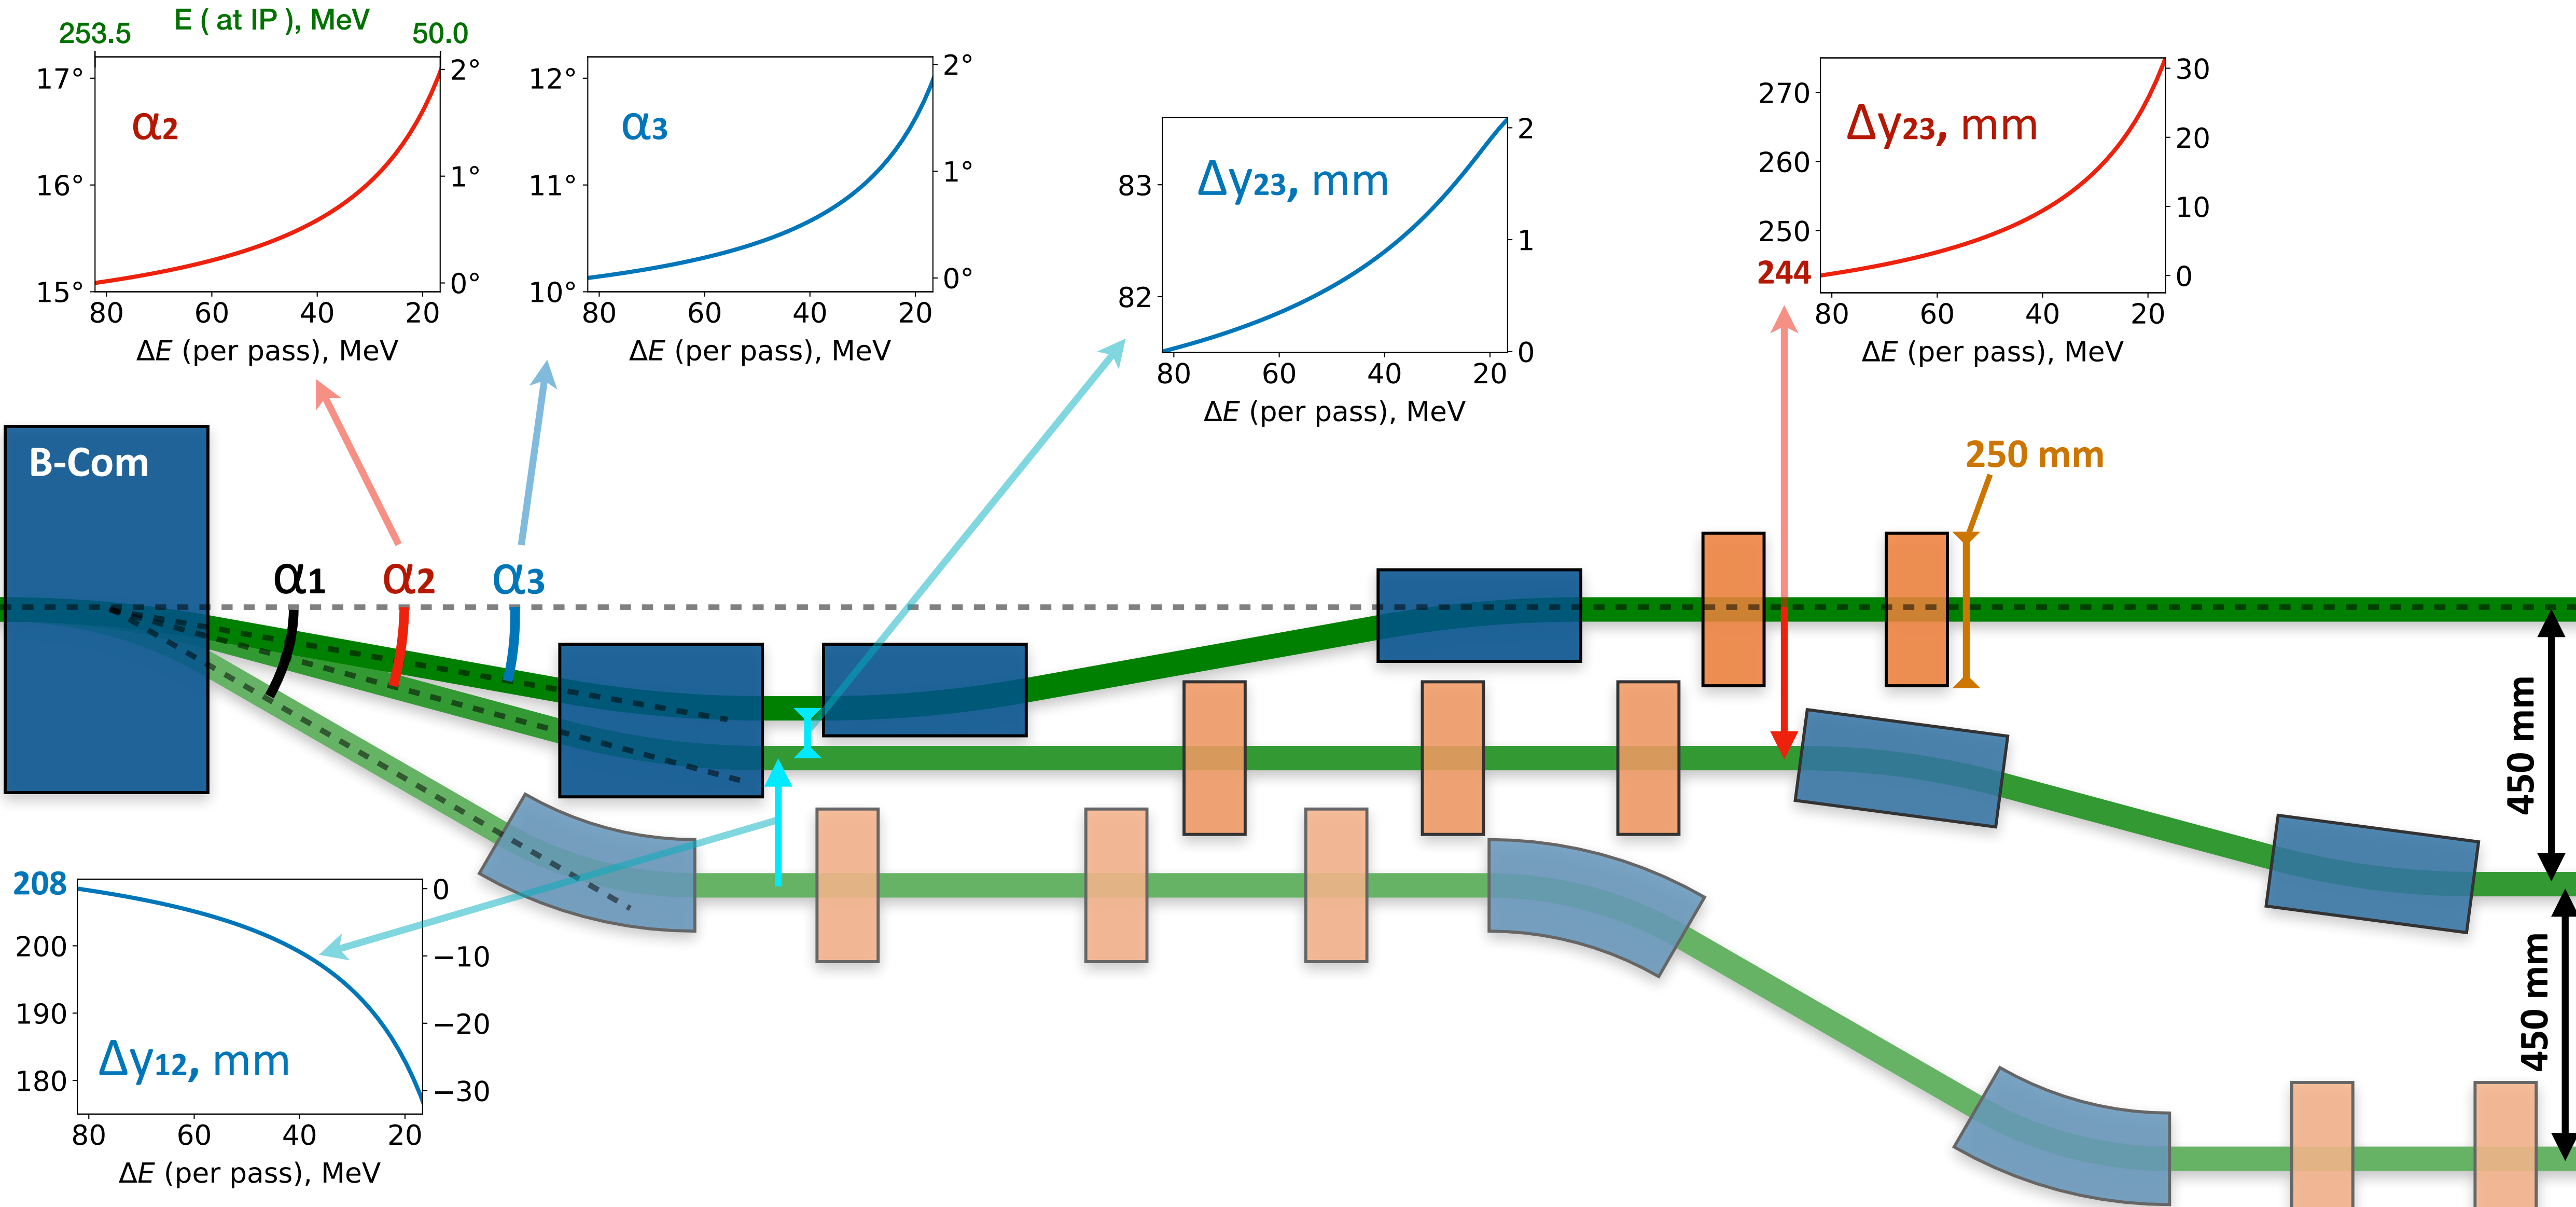 E ( at IP ), MeV
253.5 50.0
17°
16°
15°
2°
1°
0°
α2
80 60 40 20
ΔE (per pass), MeV
12°
11°
10°
2°
1°
0°
α3
80 60 40 20
ΔE (per pass), MeV
83
82
2
1
0
Δy23, mm
80 60 40 20
ΔE (per pass), MeV
270
260
250
244
30
20
10
0
Δy23, mm
80 60 40 20
ΔE (per pass), MeV
B-Com
250 mm
α1 α2 α3
450 mm
450 mm
208
200
190
180
0
−10
−20
−30
Δy12, mm
80 60 40 20
ΔE (per pass), MeV